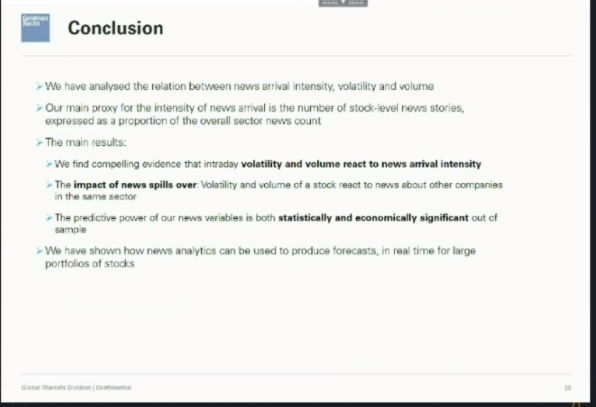 Goldman
Sachs
Conclusion
➢ We have analysed the relation between news arrival intensity, volatility and volume
➢ Our main proxy for the intensity of news arrival is the number of stock-level news stories,
expressed as a proportion of the overall sector news count
➢ The main results:
➢ We find compelling evidence that intraday volatility and volume react to news arrival intensity
➢ The impact of news spills over: Volatility and volume of a stock react to news about other companies
in the same sector
➢ The predictive power of our news variables is both statistically and economically significant out of
sample
➢ We have shown how news analytics can be used to produce forecasts, in real time for large
portfolios of stocks
Global Markets Division | Confidential